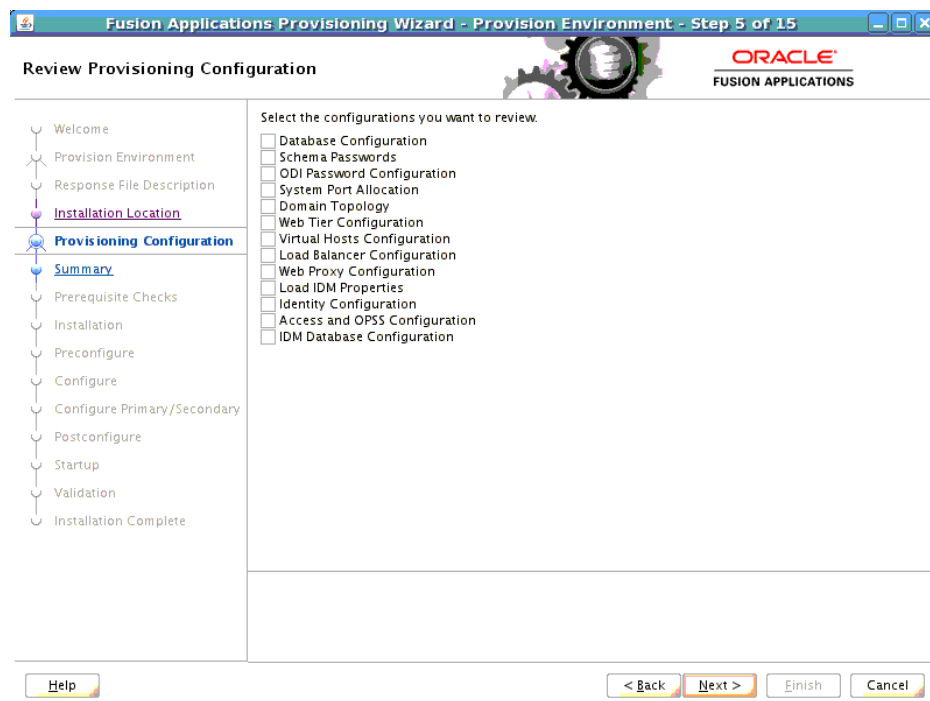 Fusion Applications Provisioning Wizard - Provision Environment - Step 5 of 15
Review Provisioning Configuration
ORACLE
FUSION APPLICATIONS
Welcome
Provision Environment
Response File Description
Installation Location
Provisioning Configuration
Summary
Prerequisite Checks
Installation
Preconfigure
Configure
Configure Primary/Secondary
Postconfigure
Startup
Validation
Installation Complete
Select the configurations you want to review.
Database Configuration
Schema Passwords
ODI Password Configuration
System Port Allocation
Domain Topology
Web Tier Configuration
Virtual Hosts Configuration
Load Balancer Configuration
Web Proxy Configuration
Load IDM Properties
Identity Configuration
Access and OPSS Configuration
IDM Database Configuration
Help
< Back
Next >
Finish
Cancel